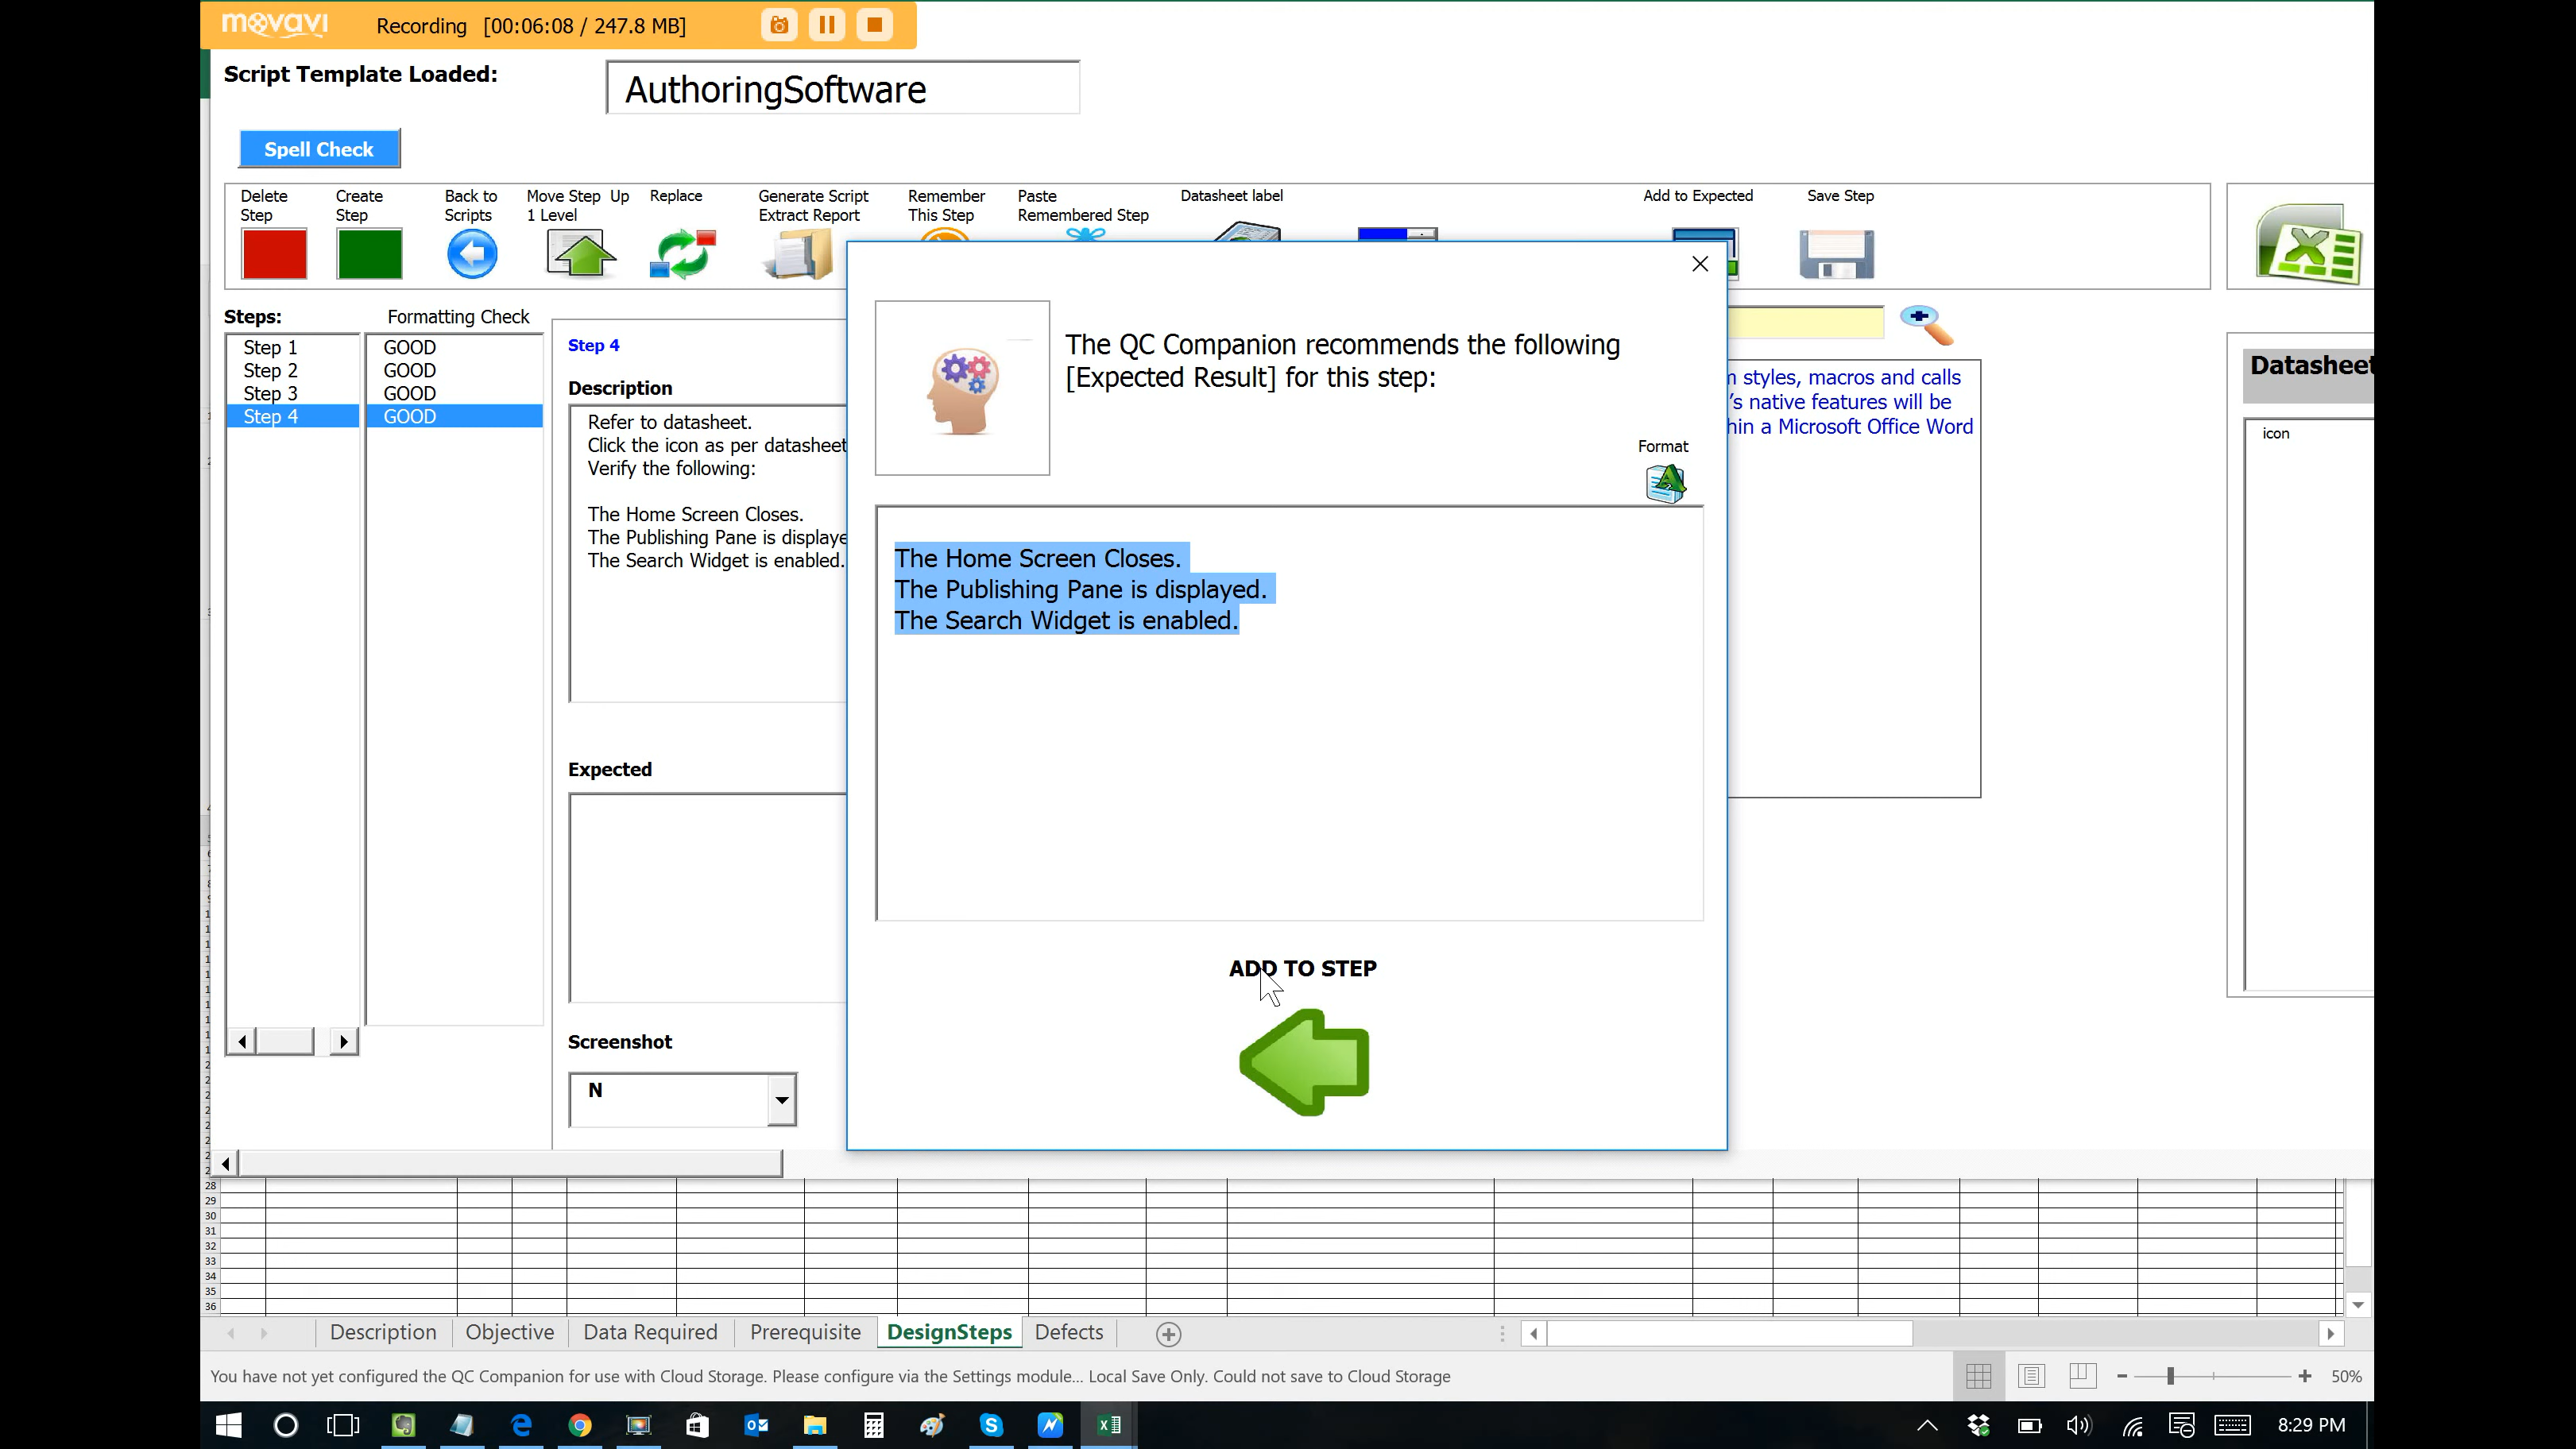 movavi
Recording [00:06:08 / 247.8 MB]
Script Template Loaded:
AuthoringSoftware
Spell Check
Delete Step
Create Step
Back to Scripts
Move Step Up 1 Level
Replace
Generate Script Extract Report
Remember This Step
Paste Remembered Step
Datasheet label
Add to Expected
Save Step
Steps:
Formatting Check
Step 1 GOOD
Step 2 GOOD
Step 3 GOOD
Step 4 GOOD
Step 4
Description
Refer to datasheet.
Click the icon as per datasheet
Verify the following:
The Home Screen Closes.
The Publishing Pane is displaye
The Search Widget is enabled.
Expected
Screenshot
N
The QC Companion recommends the following
[Expected Result] for this step:
Format
The Home Screen Closes.
The Publishing Pane is displayed.
The Search Widget is enabled.
ADD TO STEP
styles, macros and calls
's native features will be
hin a Microsoft Office Word
Datasheet
icon
28
29
30
31
32
33
34
35
36
Description Objective Data Required Prerequisite DesignSteps Defects
You have not yet configured the QC Companion for use with Cloud Storage. Please configure via the Settings module... Local Save Only. Could not save to Cloud Storage
50%
8:29 PM